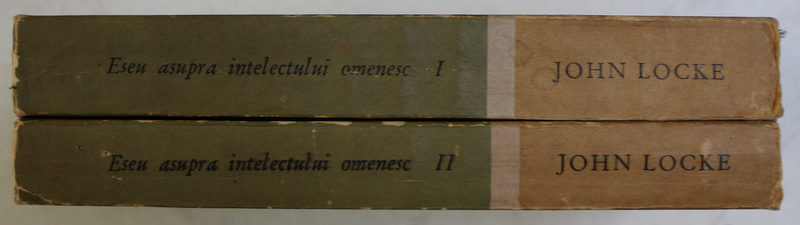 Eseu asupra intelectului omenesc I JOHN LOCKE
Eseu asupra intelectului omenesc II JOHN LOCKE